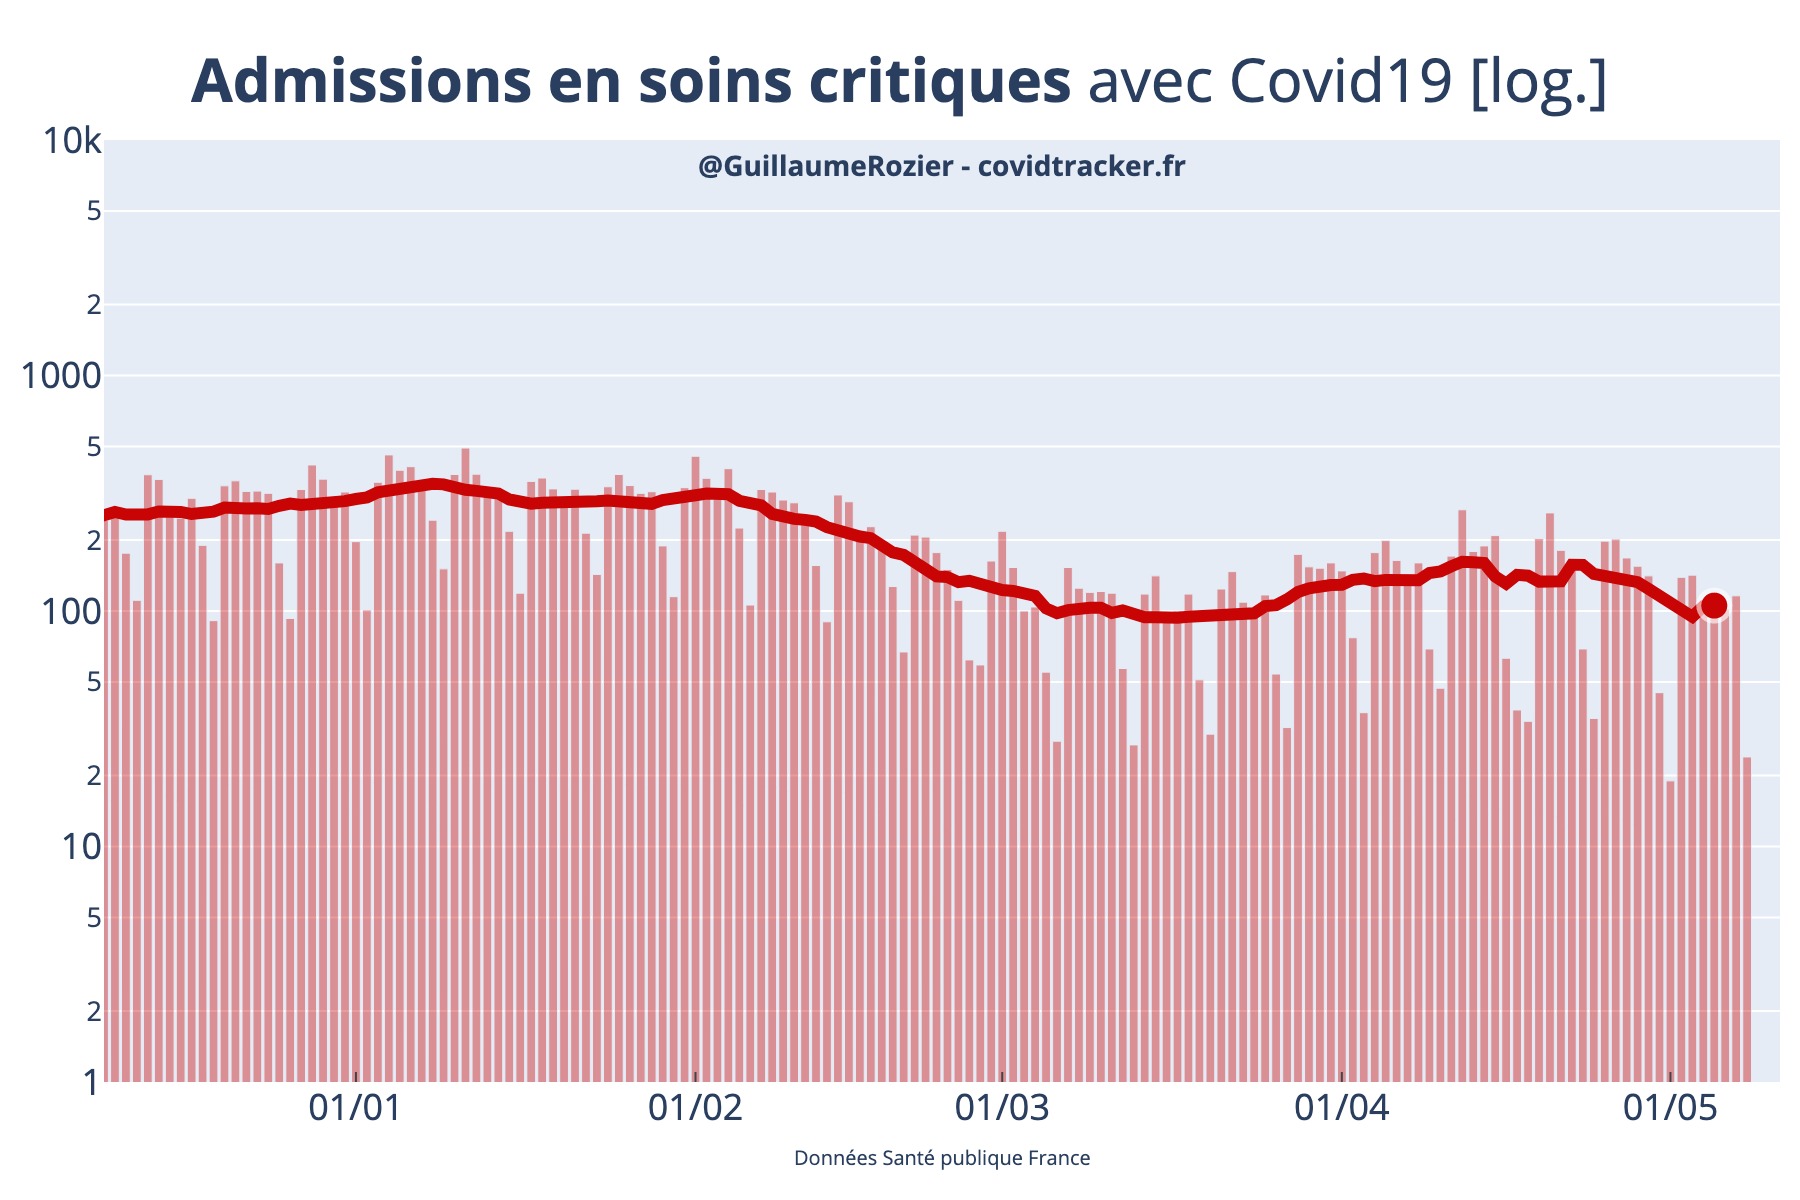 Admissions en soins critiques avec Covid19 [log.]
@GuillaumeRozier - covidtracker.fr
10k
5
2
1000
5
2
100
5
2
10
5
2
1
01/01 01/02 01/03 01/04 01/05
Données Santé publique France